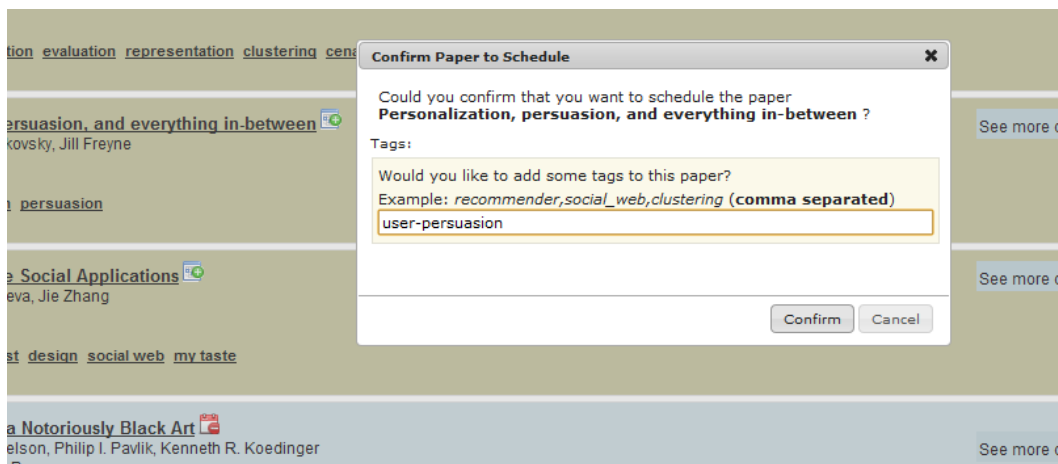 tion evaluation representation clustering cena
Confirm Paper to Schedule
Could you confirm that you want to schedule the paper
Personalization, persuasion, and everything in-between ?
ersuasion, and everything in-between
See more
kovsky, Jill Freyne
Tags:
Would you like to add some tags to this paper?
Example: recommender,social_web,clustering (comma separated)
persuasion
user-persuasion
e Social Applications
See more
eva, Jie Zhang
Confirm Cancel
st design social web my taste
a Notoriously Black Art
elson, Philip I. Pavlik, Kenneth R. Koedinger
See more